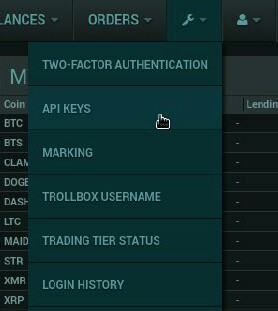 LANCES
ORDERS
TWO-FACTOR AUTHENTICATION
M
API KEYS
Coin
Lendin
BTC
-
BTS
MARKING
-
CLAM
-
DOGE
-
DASH
TROLLBOX USERNAME
-
LTC
-
MAID
TRADING TIER STATUS
-
STR
-
XMR
LOGIN HISTORY
-
XRP
-